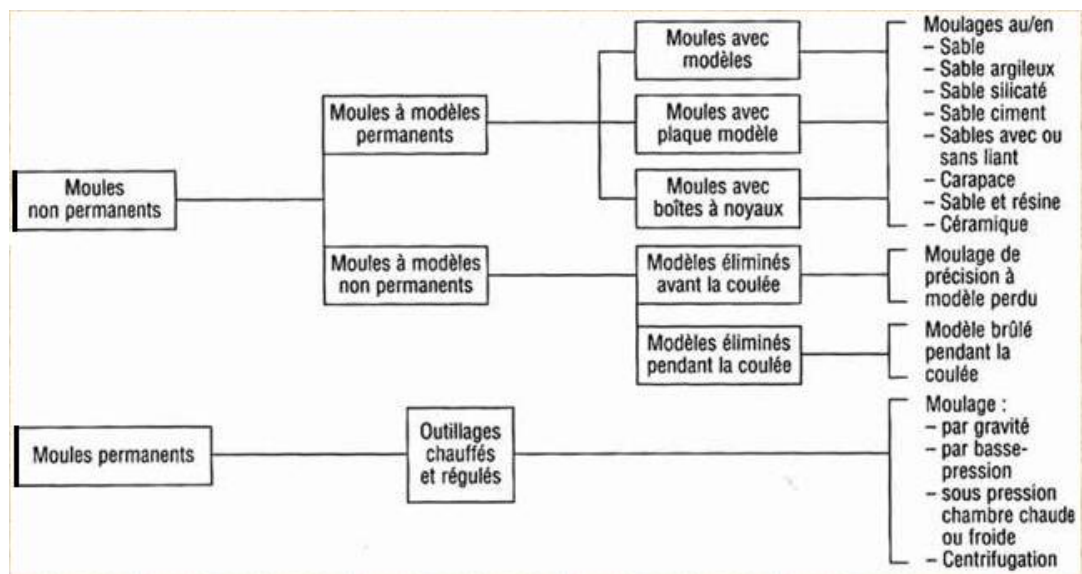 Moules
non permanents
Moules à modèles
permanents
Moules avec
modèles
Moules avec
plaque modèle
Moules avec
boîtes à noyaux
Moulages au/en
– Sable
– Sable argileux
– Sable silicaté
– Sable ciment
– Sables avec ou
sans liant
– Carapace
– Sable et résine
– Céramique
Moules à modèles
non permanents
Modèles éliminés
avant la coulée
Moulage de
précision à
modèle perdu
Modèles éliminés
pendant la coulée
Modèle brûlé
pendant la
coulée
Moules permanents
Outillages
chauffés
et régulés
Moulage :
– par gravité
– par basse-
pression
– sous pression
chambre chaude
ou froide
– Centrifugation